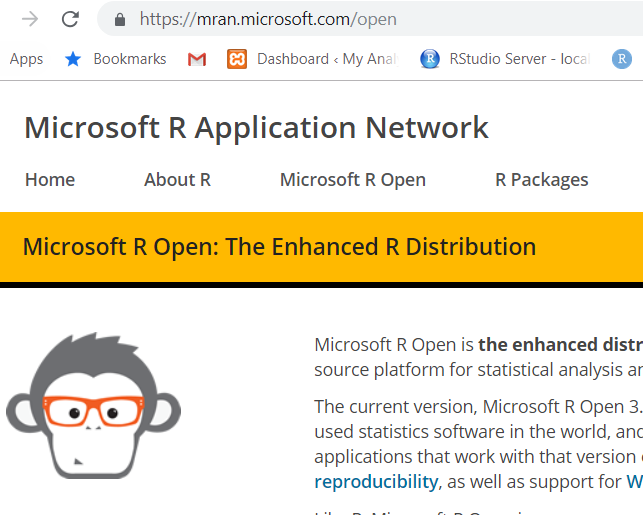 https://mran.microsoft.com/open
Apps Bookmarks Dashboard ‹ My Anal RStudio Server - loca R
Microsoft R Application Network
Home About R Microsoft R Open R Packages
Microsoft R Open: The Enhanced R Distribution
Microsoft R Open is the enhanced distr
source platform for statistical analysis a
The current version, Microsoft R Open 3.
used statistics software in the world, and
applications that work with that version
reproducibility, as well as support for W